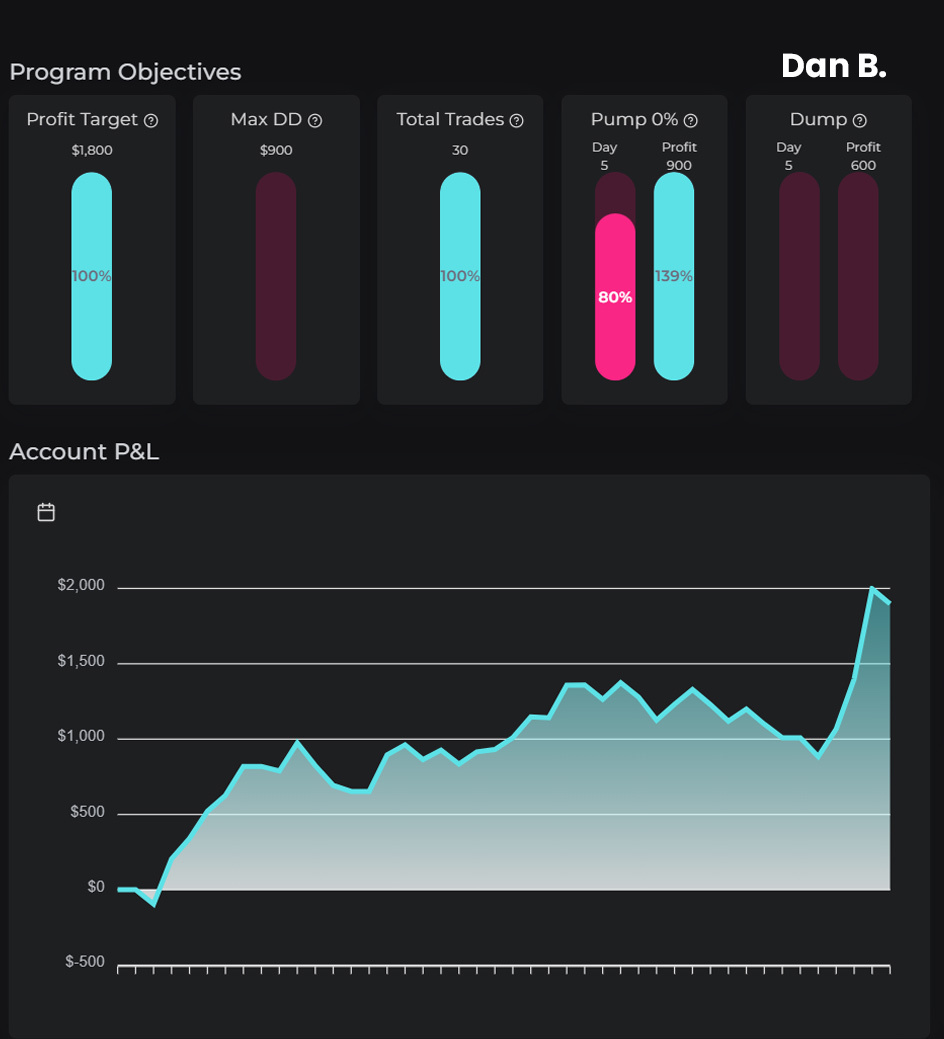 Program Objectives
Dan B.
Profit Target
$1,800
100%
Max DD
$900
Total Trades
30
100%
Pump 0%
Day Profit
5 900
80%
139%
Dump
Day Profit
5 600
Account P&L
$2,000
$1,500
$1,000
$500
$0
$-500